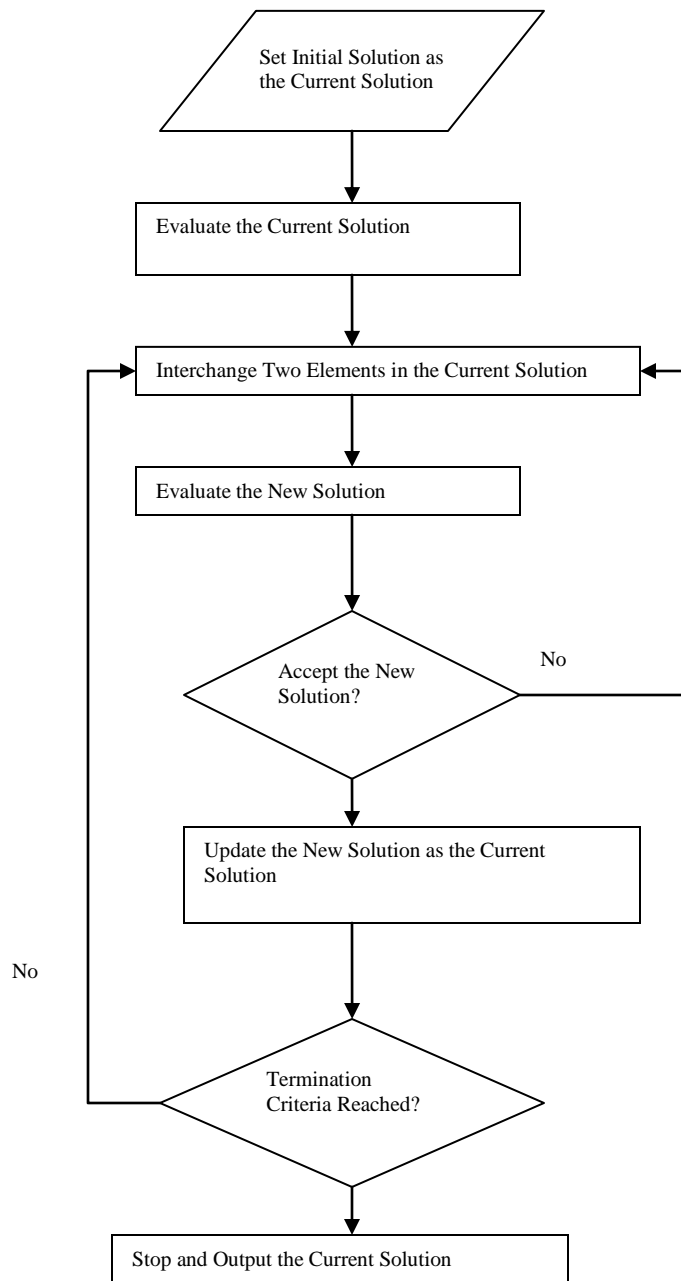 Set Initial Solution as
the Current Solution
Evaluate the Current Solution
Interchange Two Elements in the Current Solution
Evaluate the New Solution
Accept the New
Solution?
No
Update the New Solution as the Current
Solution
No
Termination
Criteria Reached?
Stop and Output the Current Solution